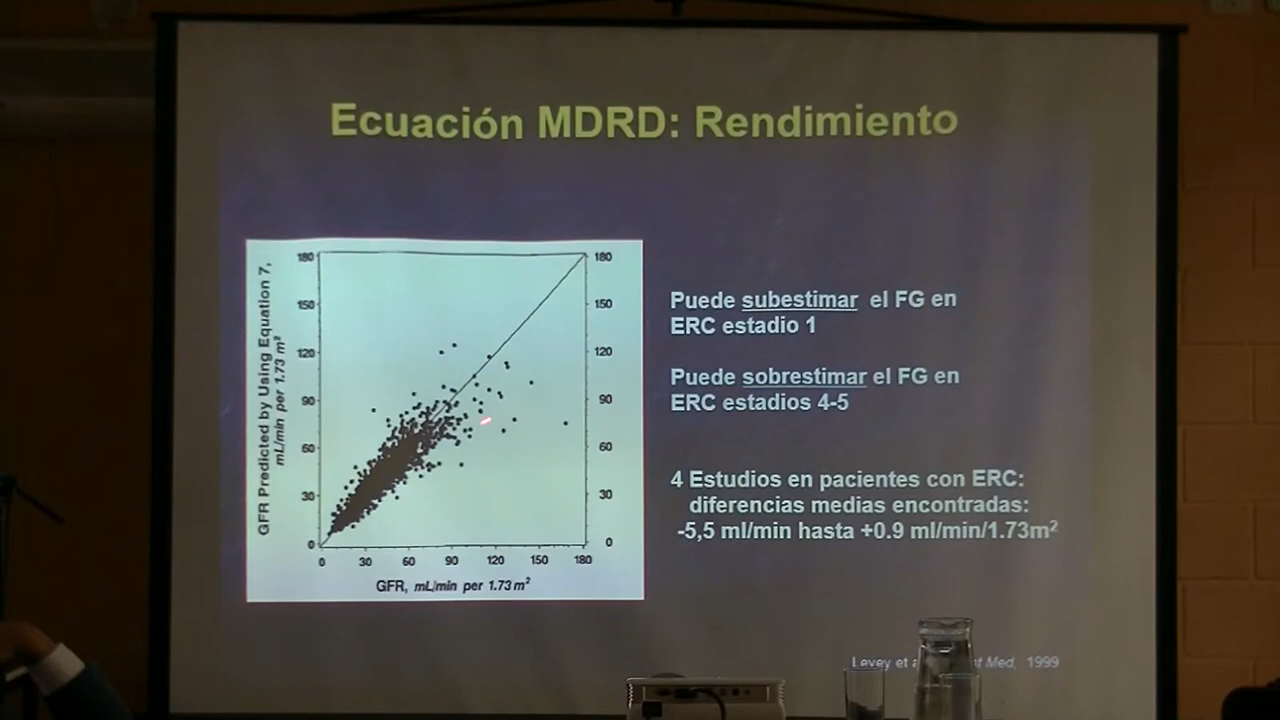 Ecuación MDRD: Rendimiento
GFR Predicted by Using Equation 7,
mL/min per 1.73 m²
180
150
120
90
60
30
0
180
150
120
90
60
30
0
0 30 60 90 120 150 180
GFR, mL/min per 1.73 m²
Puede subestimar el FG en
ERC estadio 1
Puede sobrestimar el FG en
ERC estadios 4-5
4 Estudios en pacientes con ERC:
diferencias medias encontradas:
-5,5 ml/min hasta +0.9 ml/min/1.73m²
Levey et Med, 1999